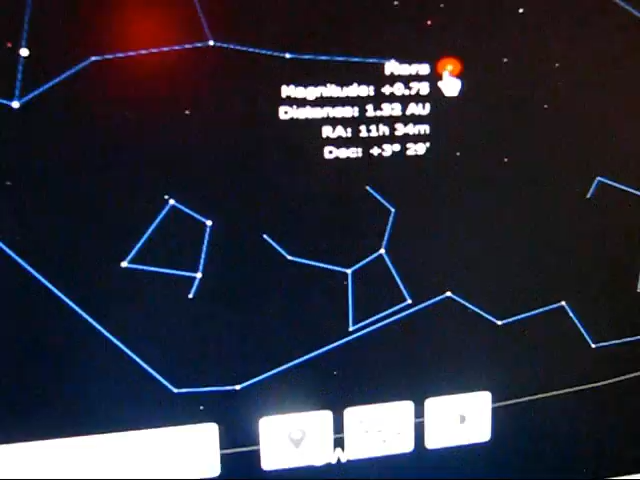 Mars
Magnitude: +0.75
Distance: 1.32 AU
RA: 11h 34m
Dec: +3° 29'
W